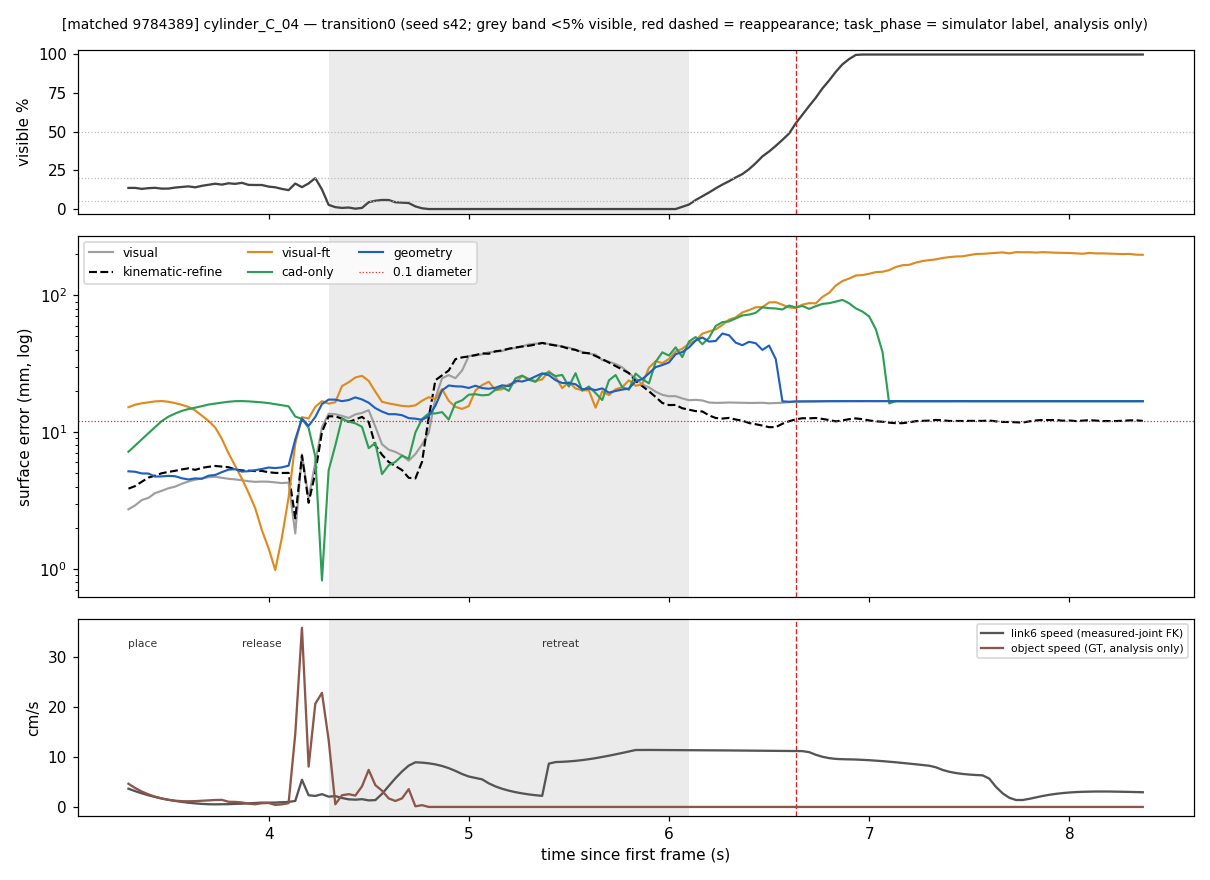 [matched 9784389] cylinder_C_04 — transition0 (seed s42; grey band <5% visible, red dashed = reappearance; task_phase = simulator label, analysis only)
100
75
50
25
0
visible %
visual
kinematic-refine
visual-ft
cad-only
geometry
0.1 diameter
10²
10¹
10⁰
surface error (mm, log)
place
release
retreat
link6 speed (measured-joint FK)
object speed (GT, analysis only)
30
20
10
0
cm/s
4
5
6
7
8
time since first frame (s)